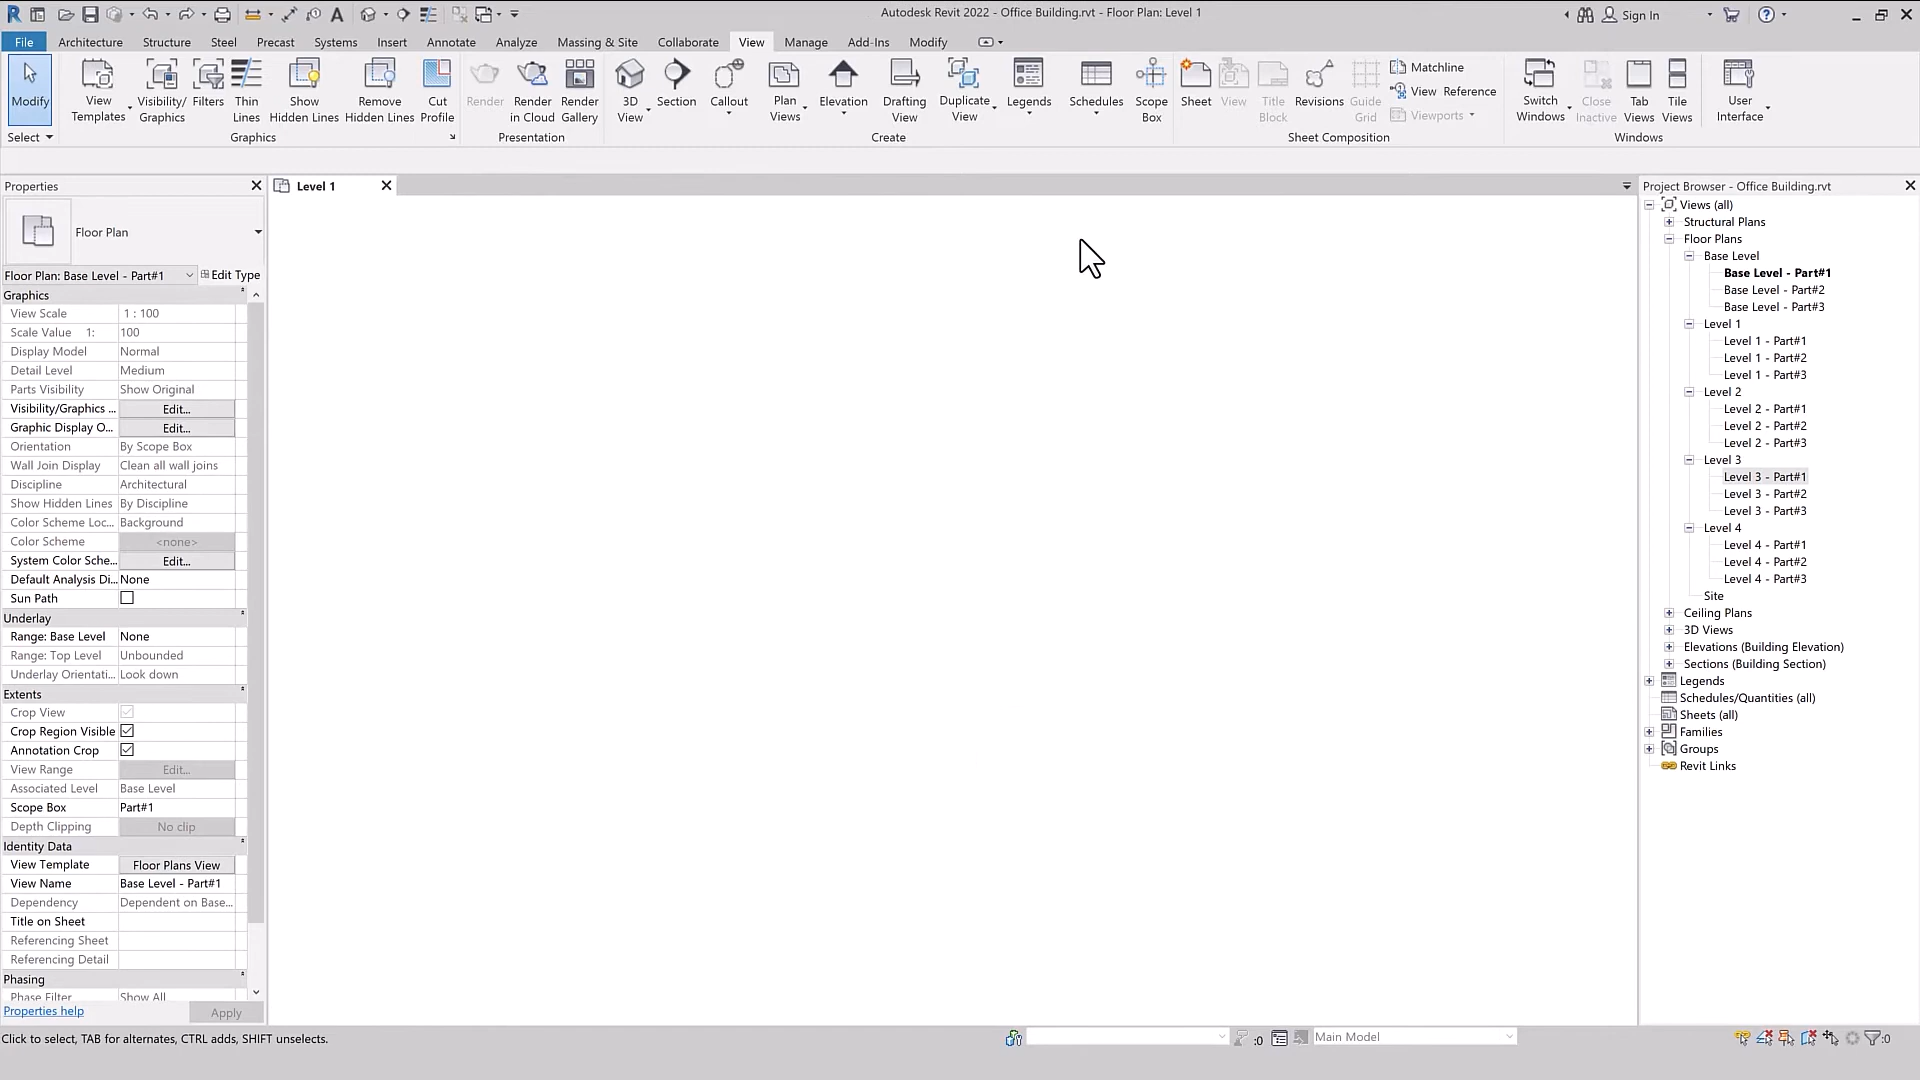 Autodesk Revit 2022 - Office Building.rvt - Floor Plan: Level 1
Sign In
File Architecture Structure Steel Precast Systems Insert Annotate Analyze Massing & Site Collaborate View Manage Add-Ins Modify
Modify
View Templates
Visibility/ Graphics
Filters
Thin Lines
Show Hidden Lines
Remove Hidden Lines
Cut Profile
Render
Render in Cloud
Render Gallery
3D View
Section
Callout
Plan Views
Elevation
Drafting View
Duplicate View
Legends
Schedules
Scope Box
Sheet
View
Title Block
Revisions
Guide Grid
Matchline
View Reference
Viewports
Switch Windows
Close Inactive
Tab Views
Tile Views
User Interface
Select
Graphics
Presentation
Create
Sheet Composition
Windows
Properties
Floor Plan
Floor Plan: Base Level - Part#1
Edit Type
Graphics
View Scale 1 : 100
Scale Value 1: 100
Display Model Normal
Detail Level Medium
Parts Visibility Show Original
Visibility/Graphics ... Edit...
Graphic Display O... Edit...
Orientation By Scope Box
Wall Join Display Clean all wall joins
Discipline Architectural
Show Hidden Lines By Discipline
Color Scheme Loc... Background
Color Scheme <none>
System Color Sche... Edit...
Default Analysis Di... None
Sun Path
Underlay
Range: Base Level None
Range: Top Level Unbounded
Underlay Orientati... Look down
Extents
Crop View
Crop Region Visible
Annotation Crop
View Range Edit...
Associated Level Base Level
Scope Box Part#1
Depth Clipping No clip
Identity Data
View Template Floor Plans View
View Name Base Level - Part#1
Dependency Dependent on Base...
Title on Sheet
Referencing Sheet
Referencing Detail
Phasing
Phase Filter Show All
Properties help
Apply
Level 1
Project Browser - Office Building.rvt
Views (all)
Structural Plans
Floor Plans
Base Level
Base Level - Part#1
Base Level - Part#2
Base Level - Part#3
Level 1
Level 1 - Part#1
Level 1 - Part#2
Level 1 - Part#3
Level 2
Level 2 - Part#1
Level 2 - Part#2
Level 2 - Part#3
Level 3
Level 3 - Part#1
Level 3 - Part#2
Level 3 - Part#3
Level 4
Level 4 - Part#1
Level 4 - Part#2
Level 4 - Part#3
Site
Ceiling Plans
3D Views
Elevations (Building Elevation)
Sections (Building Section)
Legends
Schedules/Quantities (all)
Sheets (all)
Families
Groups
Revit Links
Click to select, TAB for alternates, CTRL adds, SHIFT unselects.
:0
Main Model
:0